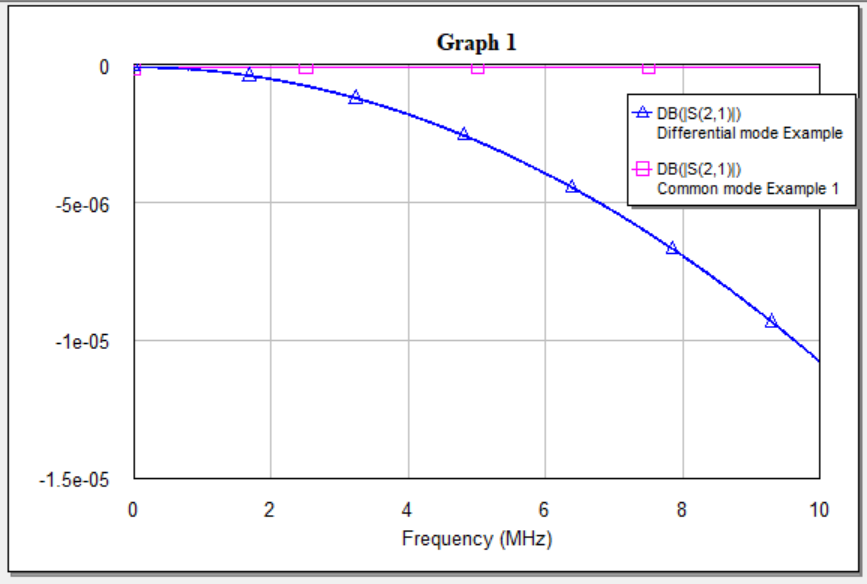 Graph 1
0
-5e-06
-1e-05
-1.5e-05
DB(|S(2,1)|)
Differential mode Example
DB(|S(2,1)|)
Common mode Example 1
0 2 4 6 8 10
Frequency (MHz)